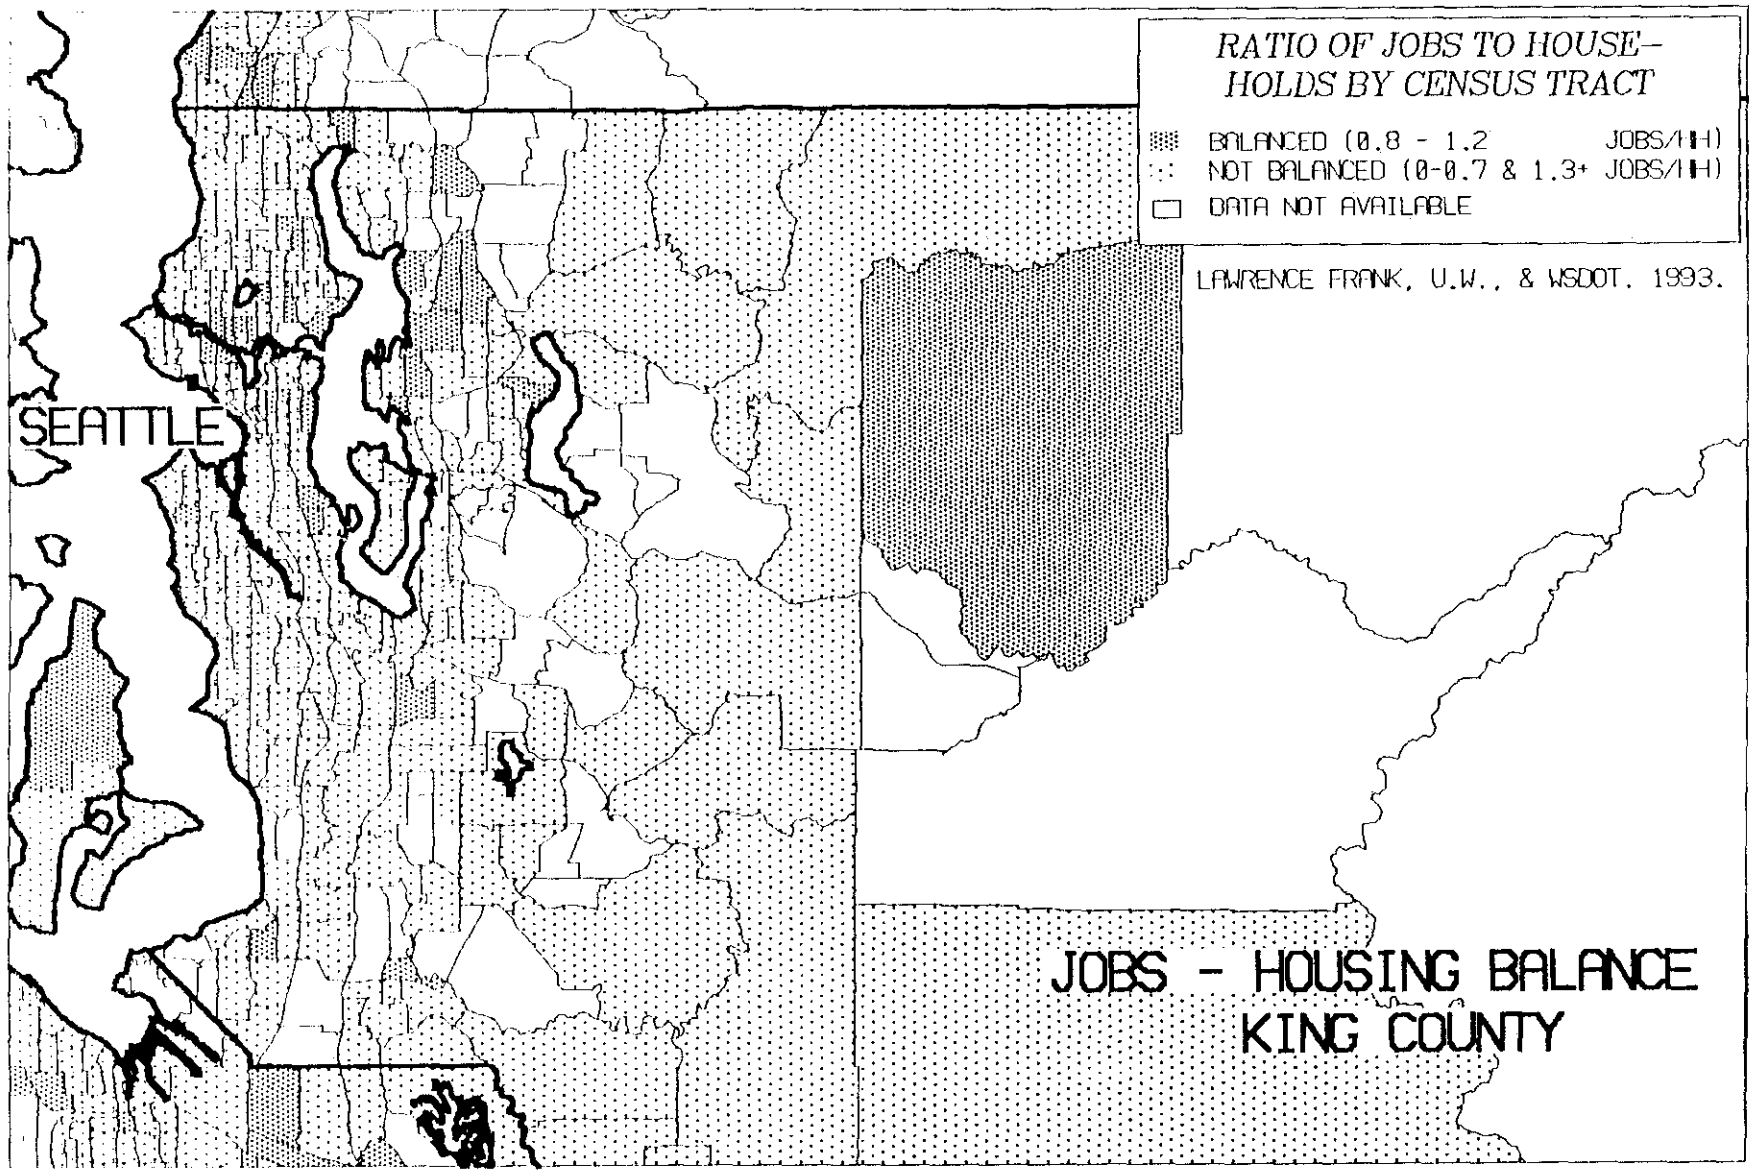 RATIO OF JOBS TO HOUSE-
HOLDS BY CENSUS TRACT
BALANCED (0.8 - 1.2 JOBS/HH)
NOT BALANCED (0-0.7 & 1.3+ JOBS/HH)
DATA NOT AVAILABLE
LAWRENCE FRANK, U.W., & WSDOT. 1993.
SEATTLE
JOBS - HOUSING BALANCE
KING COUNTY